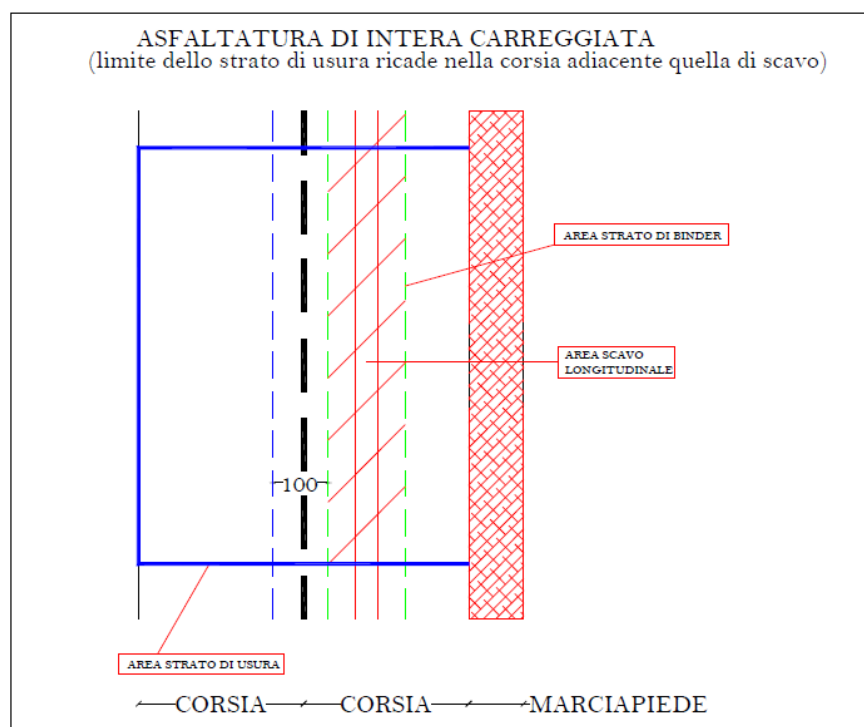 ASFALTATURA DI INTERA CARREGGIATA
(limite dello strato di usura ricade nella corsia adiacente quella di scavo)
AREA STRATO DI BINDER
AREA SCAVO
LONGITUDINALE
100
AREA STRATO DI USURA
CORSIA CORSIA MARCIAPIEDE